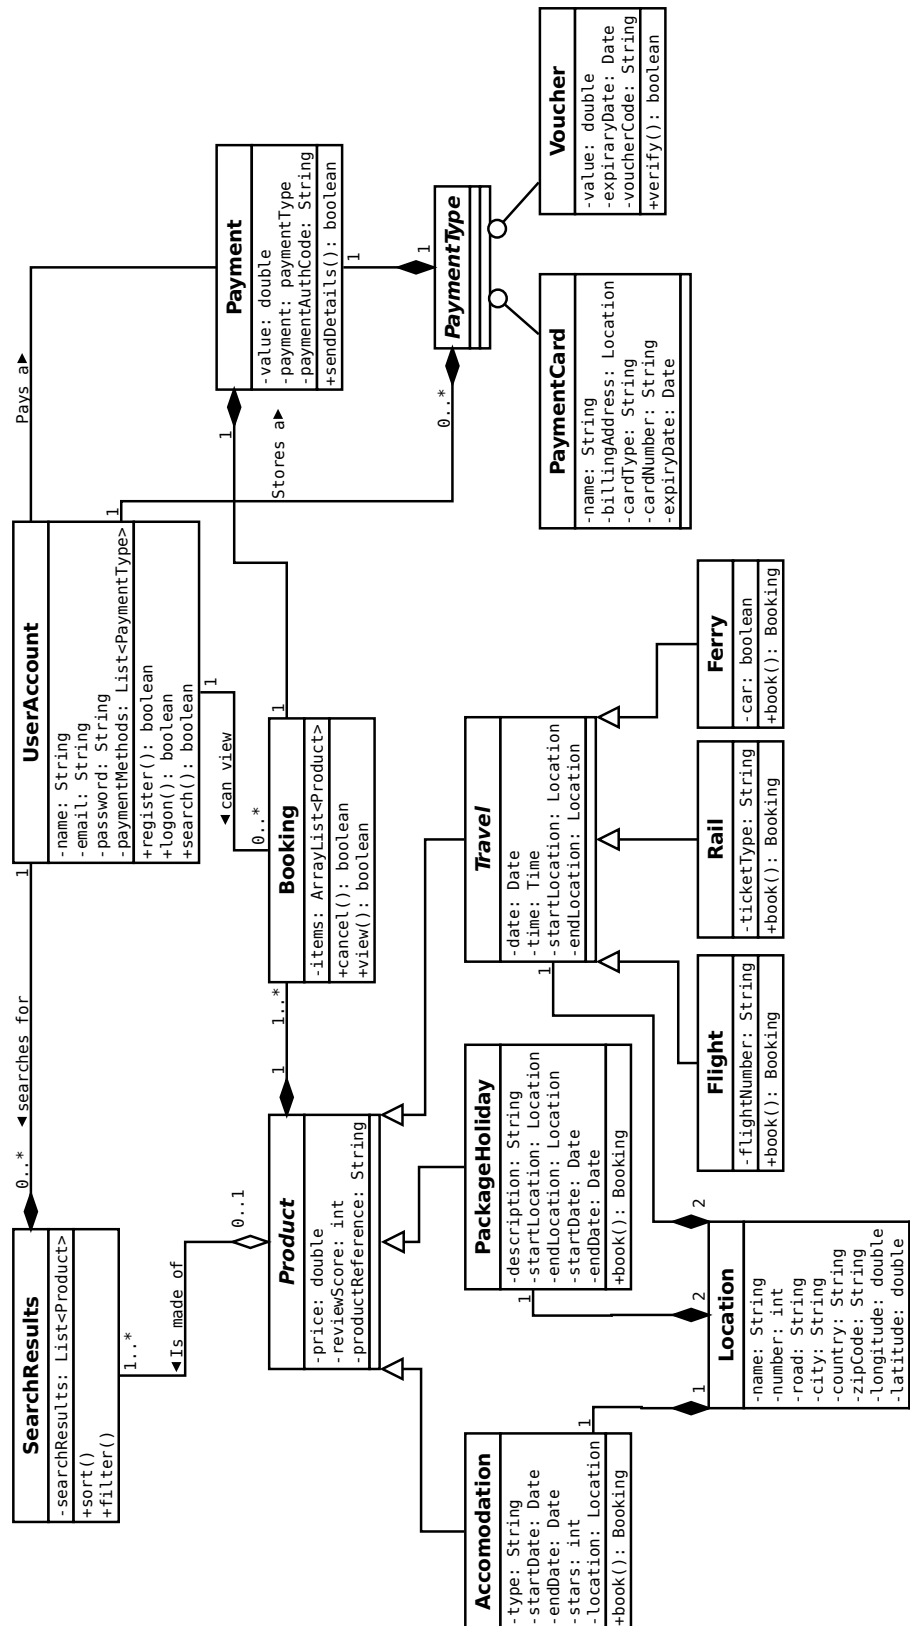 SearchResults
-searchResults: List<Product>
+sort()
+filter()
0..*
◀searches for
1
UserAccount
-name: String
-email: String
-password: String
-paymentMethods: List<PaymentType>
+register(): boolean
+logon(): boolean
+search(): boolean
Pays a▶
1..*
◀Is made of
0..1
1
◀can view
0..*
1
Stores a▶
0..*
Payment
-value: double
-payment: paymentType
-paymentAuthCode: String
+sendDetails(): boolean
1
1
1
1
Product
-price: double
-reviewScore: int
-productReference: String
1
1..*
Booking
-items: ArrayList<Product>
+cancel(): boolean
+view(): boolean
PaymentType
Accomodation
-type: String
-startDate: Date
-endDate: Date
-stars: int
-location: Location
+book(): Booking
1
PackageHoliday
-description: String
-startLocation: Location
-endLocation: Location
-startDate: Date
-endDate: Date
+book(): Booking
1
Travel
-date: Date
-time: Time
-startLocation: Location
-endLocation: Location
1
PaymentCard
-name: String
-billingAddress: Location
-cardType: String
-cardNumber: String
-expiryDate: Date
Voucher
-value: double
-expiraryDate: Date
-voucherCode: String
+verify(): boolean
1
2
2
Location
-name: String
-number: int
-road: String
-city: String
-country: String
-zipCode: String
-longitude: double
-latitude: double
Flight
-flightNumber: String
+book(): Booking
Rail
-ticketType: String
+book(): Booking
Ferry
-car: boolean
+book(): Booking